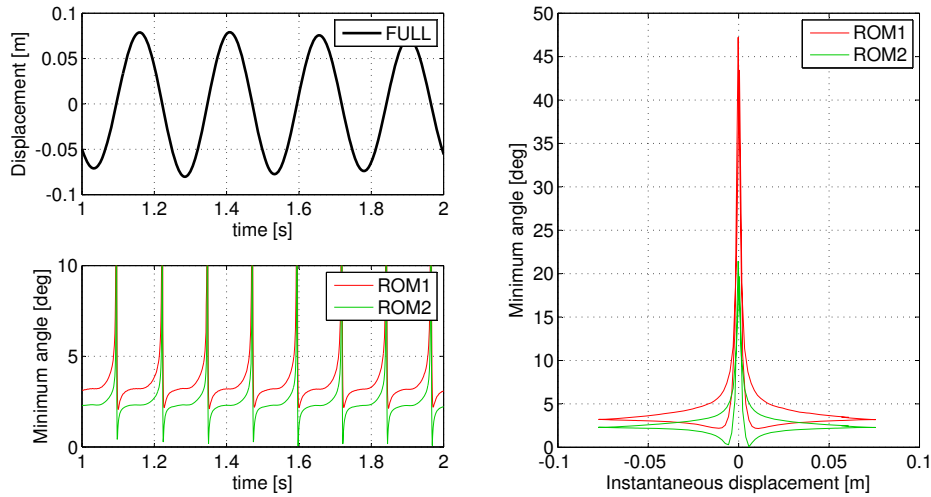 0.1
0.05
0
-0.05
-0.1
Displacement [m]
FULL
1 1.2 1.4 1.6 1.8 2
time [s]
10
5
0
Minimum angle [deg]
ROM1
ROM2
1 1.2 1.4 1.6 1.8 2
time [s]
50
45
40
35
30
25
20
15
10
5
0
Minimum angle [deg]
ROM1
ROM2
-0.1 -0.05 0 0.05 0.1
Instantaneous displacement [m]